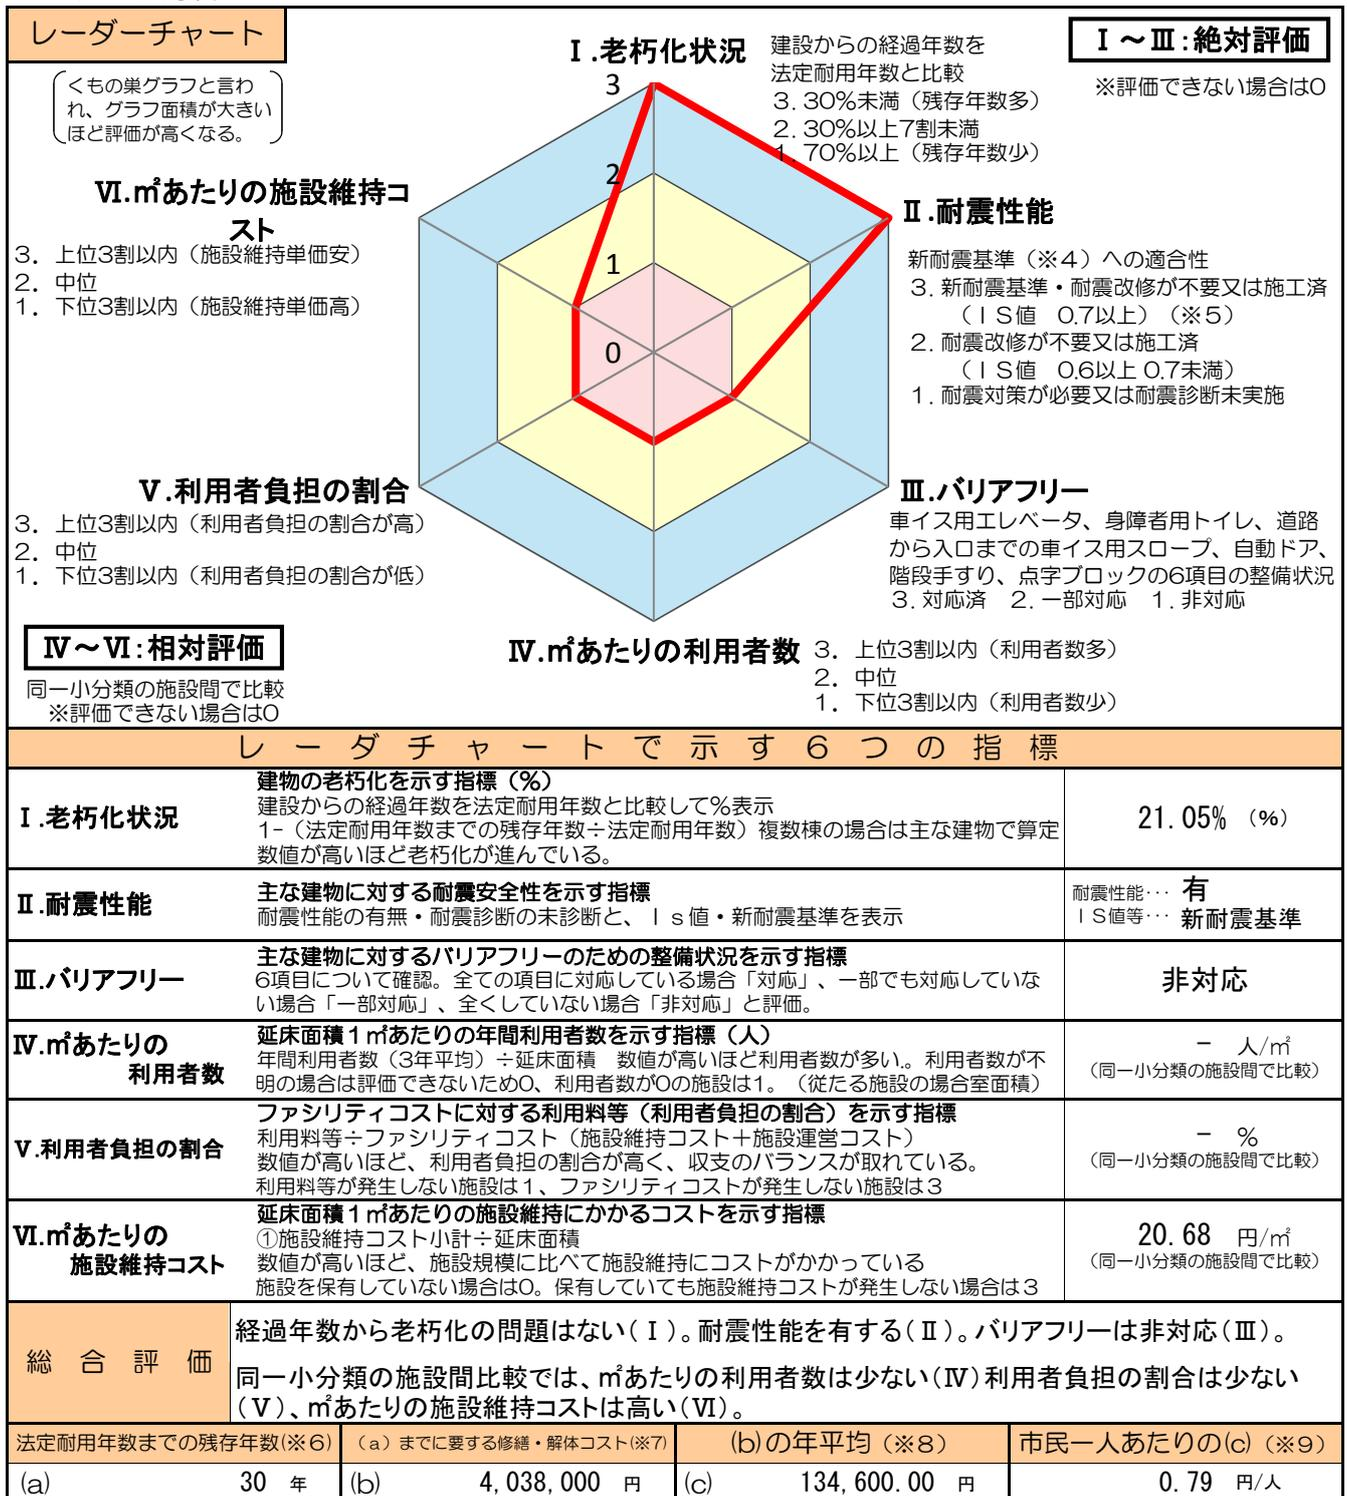 レーダーチャート
くもの巣グラフと言わ
れ、グラフ面積が大きい
ほど評価が高くなる。
Ⅰ.老朽化状況
建設からの経過年数を
法定耐用年数と比較
3. 30%未満（残存年数多）
2. 30%以上7割未満
1. 70%以上（残存年数少）
Ⅰ～Ⅲ:絶対評価
※評価できない場合は0
3
2
1
0
Ⅵ.㎡あたりの施設維持コ
スト
3. 上位3割以内（施設維持単価安）
2. 中位
1. 下位3割以内（施設維持単価高）
Ⅱ.耐震性能
新耐震基準（※4）への適合性
3. 新耐震基準・耐震改修が不要又は施工済
（ＩＳ値　0.7以上）（※5）
2. 耐震改修が不要又は施工済
（ＩＳ値　0.6以上 0.7未満）
1. 耐震対策が必要又は耐震診断未実施
Ⅴ.利用者負担の割合
3. 上位3割以内（利用者負担の割合が高）
2. 中位
1. 下位3割以内（利用者負担の割合が低）
Ⅲ.バリアフリー
車イス用エレベータ、身障者用トイレ、道路
から入口までの車イス用スロープ、自動ドア、
階段手すり、点字ブロックの6項目の整備状況
3. 対応済　2. 一部対応　1. 非対応
Ⅳ～Ⅵ:相対評価
同一小分類の施設間で比較
※評価できない場合は0
Ⅳ.㎡あたりの利用者数
3. 上位3割以内（利用者数多）
2. 中位
1. 下位3割以内（利用者数少）
レーダチャートで示す6つの指標
Ⅰ.老朽化状況
建物の老朽化を示す指標（%）
建設からの経過年数を法定耐用年数と比較して%表示
1-（法定耐用年数までの残存年数÷法定耐用年数）複数棟の場合は主な建物で算定
数値が高いほど老朽化が進んでいる。
21.05% （%）
Ⅱ.耐震性能
主な建物に対する耐震安全性を示す指標
耐震性能の有無・耐震診断の未診断と、Ｉｓ値・新耐震基準を表示
耐震性能･･･ 有
ＩＳ値等･･･ 新耐震基準
Ⅲ.バリアフリー
主な建物に対するバリアフリーのための整備状況を示す指標
6項目について確認。全ての項目に対応している場合「対応」、一部でも対応していな
い場合「一部対応」、全くしていない場合「非対応」と評価。
非対応
Ⅳ.㎡あたりの
利用者数
延床面積１㎡あたりの年間利用者数を示す指標（人）
年間利用者数（3年平均）÷延床面積　数値が高いほど利用者数が多い。利用者数が不
明の場合は評価できないため0、利用者数が0の施設は1。（従たる施設の場合室面積）
－　人/㎡
（同一小分類の施設間で比較）
Ⅴ.利用者負担の割合
ファシリティコストに対する利用料等（利用者負担の割合）を示す指標
利用料等÷ファシリティコスト（施設維持コスト＋施設運営コスト）
数値が高いほど、利用者負担の割合が高く、収支のバランスが取れている。
利用料等が発生しない施設は１、ファシリティコストが発生しない施設は３
－　%
（同一小分類の施設間で比較）
Ⅵ.㎡あたりの
施設維持コスト
延床面積１㎡あたりの施設維持にかかるコストを示す指標
①施設維持コスト小計÷延床面積
数値が高いほど、施設規模に比べて施設維持にコストがかかっている
施設を保有していない場合は0。保有していても施設維持コストが発生しない場合は３
20.68　円/㎡
（同一小分類の施設間で比較）
総合評価
経過年数から老朽化の問題はない(Ⅰ)。耐震性能を有する(Ⅱ)。バリアフリーは非対応(Ⅲ)。
同一小分類の施設間比較では、㎡あたりの利用者数は少ない(Ⅳ)利用者負担の割合は少ない
(Ⅴ)、㎡あたりの施設維持コストは高い(Ⅵ)。
法定耐用年数までの残存年数(※6)
（a）までに要する修繕・解体コスト(※7)
(b)の年平均（※8）
市民一人あたりの(c)（※9）
(a) 30 年
(b) 4,038,000 円
(c) 134,600.00 円
0.79 円/人